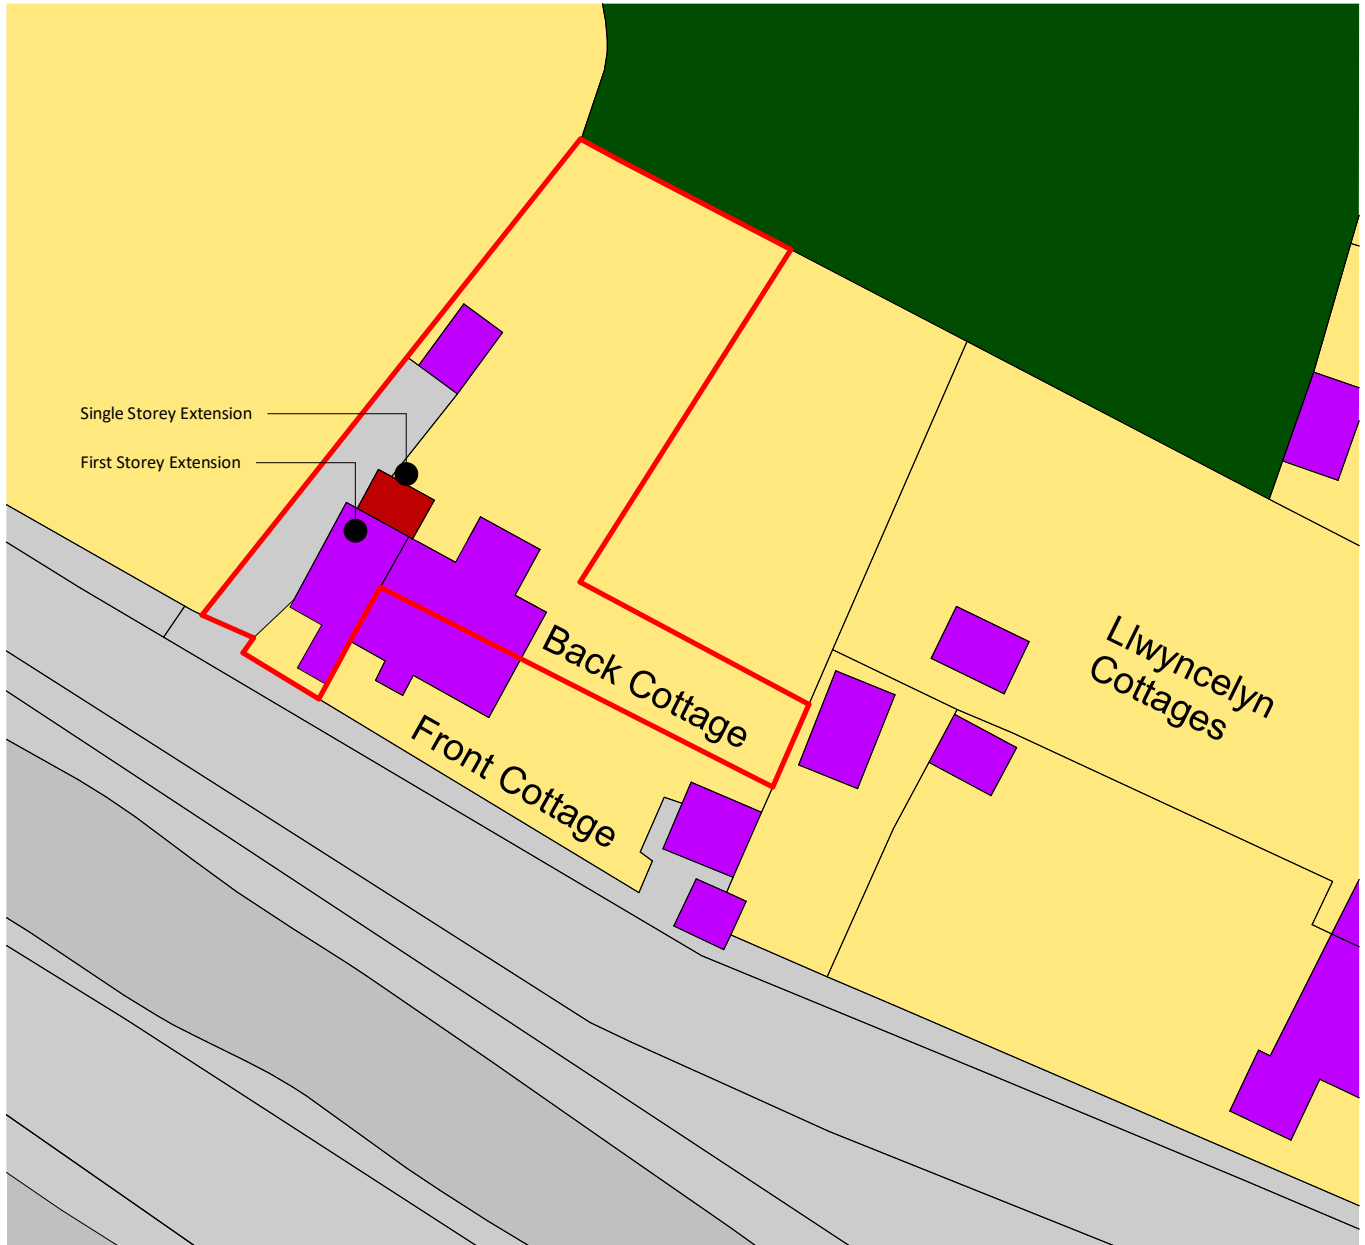 Single Storey Extension
First Storey Extension
Back Cottage
Front Cottage
Llwyncelyn
Cottages